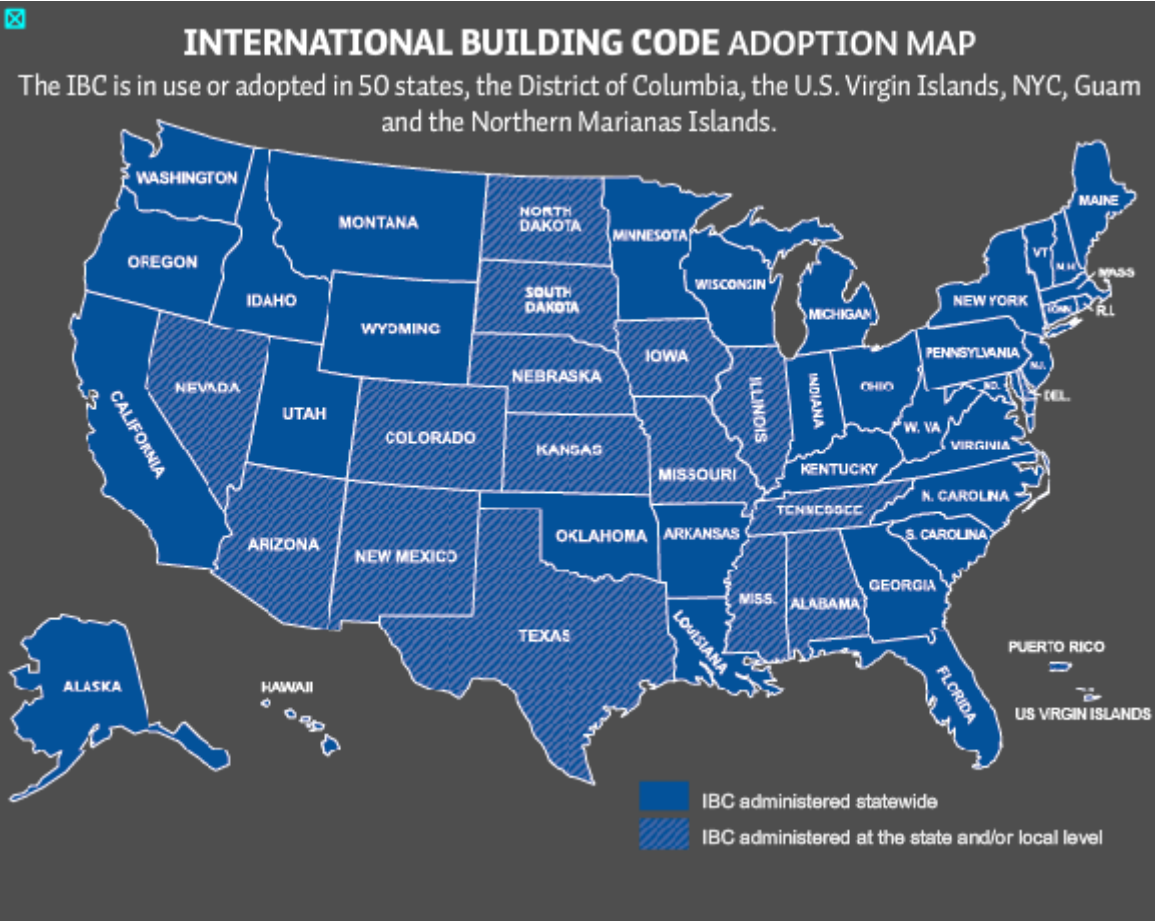 INTERNATIONAL BUILDING CODE ADOPTION MAP
The IBC is in use or adopted in 50 states, the District of Columbia, the U.S. Virgin Islands, NYC, Guam
and the Northern Marianas Islands.
WASHINGTON
MONTANA
NORTH
DAKOTA
MINNESOTA
MAINE
OREGON
IDAHO
WYOMING
SOUTH
DAKOTA
WISCONSIN
MICHIGAN
VT
N.H.
MASS
NEW YORK
CONN.
R.I.
NEVADA
UTAH
COLORADO
NEBRASKA
IOWA
ILLINOIS
INDIANA
OHIO
PENNSYLVANIA
N.J.
MD.
DEL.
CALIFORNIA
KANSAS
MISSOURI
KENTUCKY
W. VA
VIRGINIA
ARIZONA
NEW MEXICO
OKLAHOMA
ARKANSAS
TENNESSEE
N. CAROLINA
S. CAROLINA
TEXAS
LOUISIANA
MISS.
ALABAMA
GEORGIA
FLORIDA
ALASKA
HAWAII
PUERTO RICO
US VRGIN ISLANDS
IBC administered statewide
IBC administered at the state and/or local level